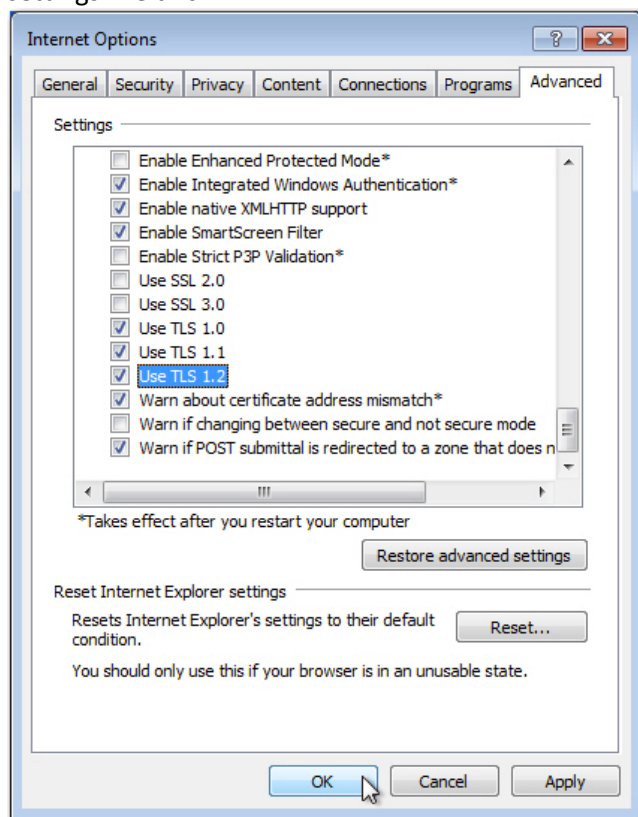 Internet Options
General Security Privacy Content Connections Programs Advanced
Settings
Enable Enhanced Protected Mode*
Enable Integrated Windows Authentication*
Enable native XMLHTTP support
Enable SmartScreen Filter
Enable Strict P3P Validation*
Use SSL 2.0
Use SSL 3.0
Use TLS 1.0
Use TLS 1.1
Use TLS 1.2
Warn about certificate address mismatch*
Warn if changing between secure and not secure mode
Warn if POST submittal is redirected to a zone that does n
*Takes effect after you restart your computer
Restore advanced settings
Reset Internet Explorer settings
Resets Internet Explorer's settings to their default
condition.
Reset...
You should only use this if your browser is in an unusable state.
OK Cancel Apply